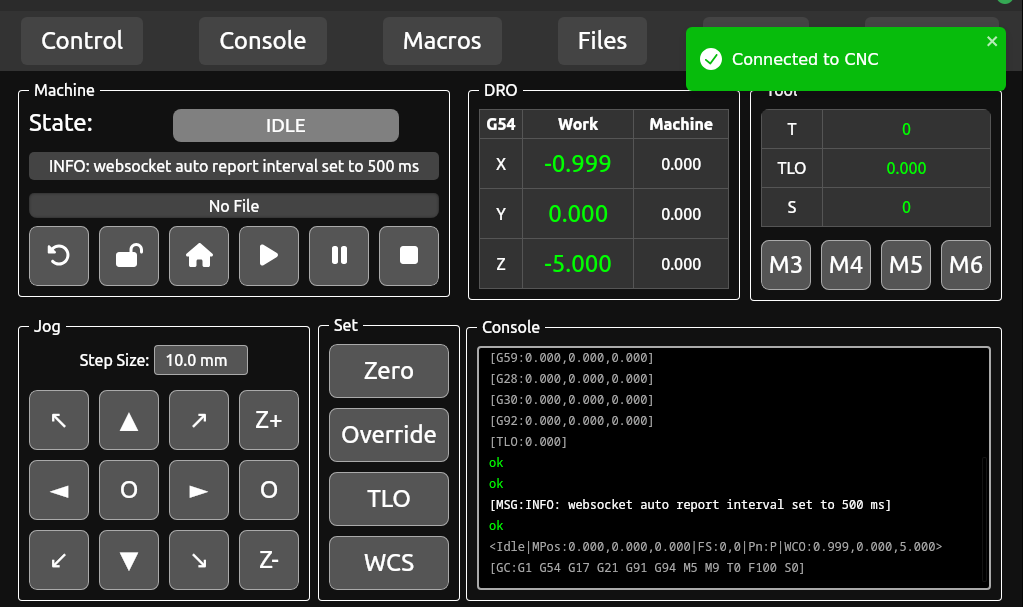 Control Console Macros Files
Connected to CNC
Machine
State: IDLE
INFO: websocket auto report interval set to 500 ms
No File
DRO
G54 Work Machine
X -0.999 0.000
Y 0.000 0.000
Z -5.000 0.000
T 0
TLO 0.000
S 0
M3 M4 M5 M6
Jog
Step Size: 10.0 mm
Z+
O O
Z-
Set
Zero
Override
TLO
WCS
Console
[G59:0.000,0.000,0.000]
[G28:0.000,0.000,0.000]
[G30:0.000,0.000,0.000]
[G92:0.000,0.000,0.000]
[TLO:0.000]
ok
ok
[MSG:INFO: websocket auto report interval set to 500 ms]
ok
<Idle|MPos:0.000,0.000,0.000|FS:0,0|Pn:P|WCO:0.999,0.000,5.000>
[GC:G1 G54 G17 G21 G91 G94 M5 M9 T0 F100 S0]